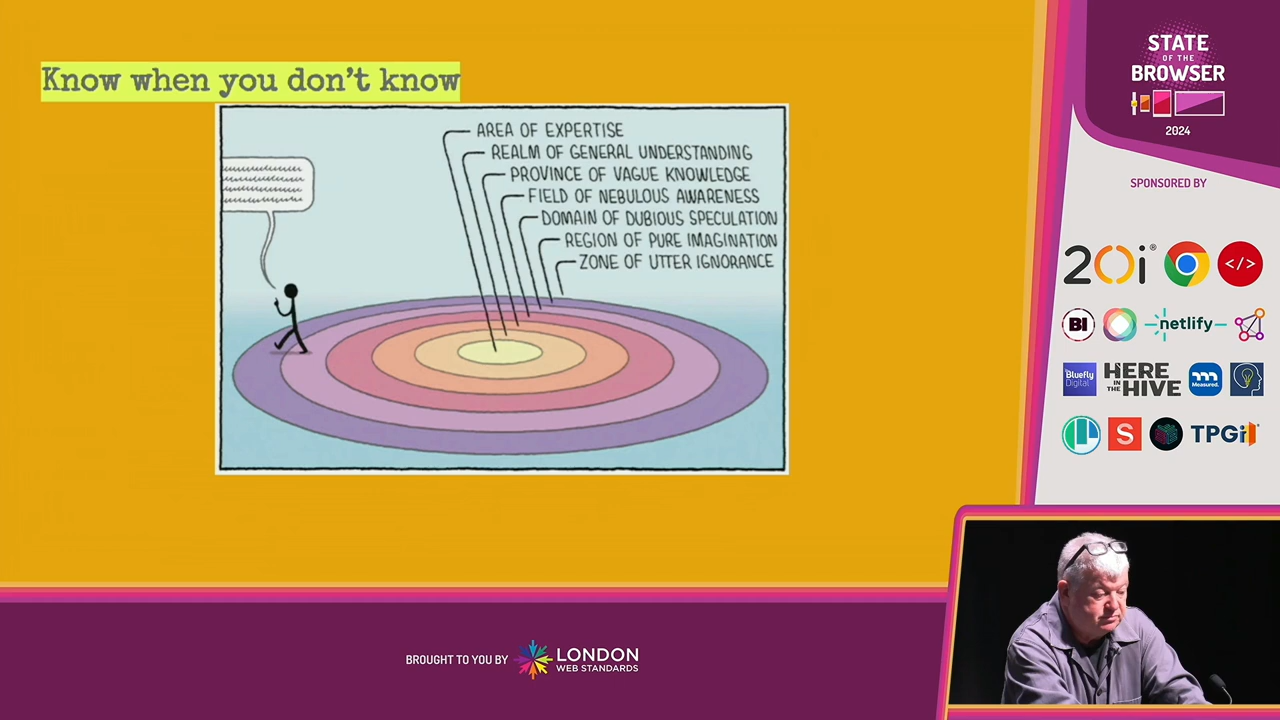 Know when you don't know
AREA OF EXPERTISE
REALM OF GENERAL UNDERSTANDING
PROVINCE OF VAGUE KNOWLEDGE
FIELD OF NEBULOUS AWARENESS
DOMAIN OF DUBIOUS SPECULATION
REGION OF PURE IMAGINATION
ZONE OF UTTER IGNORANCE
STATE
OF THE
BROWSER
2024
SPONSORED BY
20i®
</>
BI
netlify
Bluefly
Digital
HERE
IN THE
HIVE
Measured.
S
TPGi
BROUGHT TO YOU BY
LONDON
WEB STANDARDS